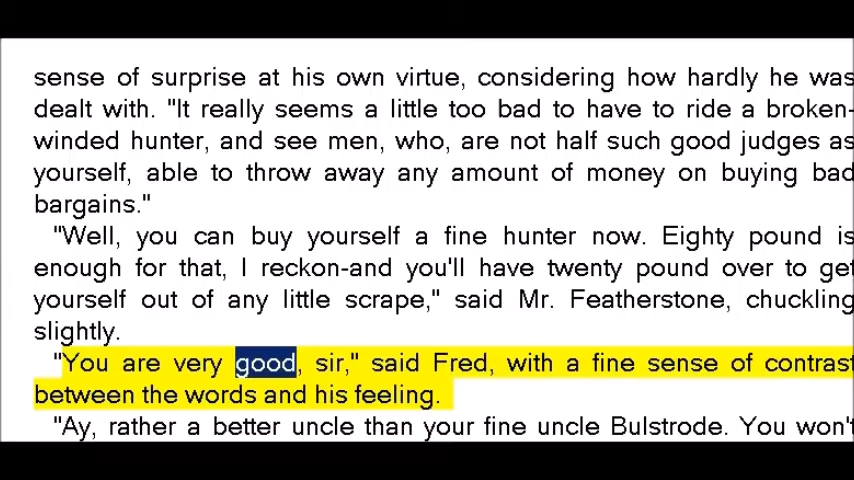 sense of surprise at his own virtue, considering how hardly he was
dealt with. "It really seems a little too bad to have to ride a broken-
winded hunter, and see men, who, are not half such good judges as
yourself, able to throw away any amount of money on buying bad
bargains."
"Well, you can buy yourself a fine hunter now. Eighty pound is
enough for that, I reckon-and you'll have twenty pound over to get
yourself out of any little scrape," said Mr. Featherstone, chuckling
slightly.
"You are very good, sir," said Fred, with a fine sense of contrast
between the words and his feeling.
"Ay, rather a better uncle than your fine uncle Bulstrode. You won't